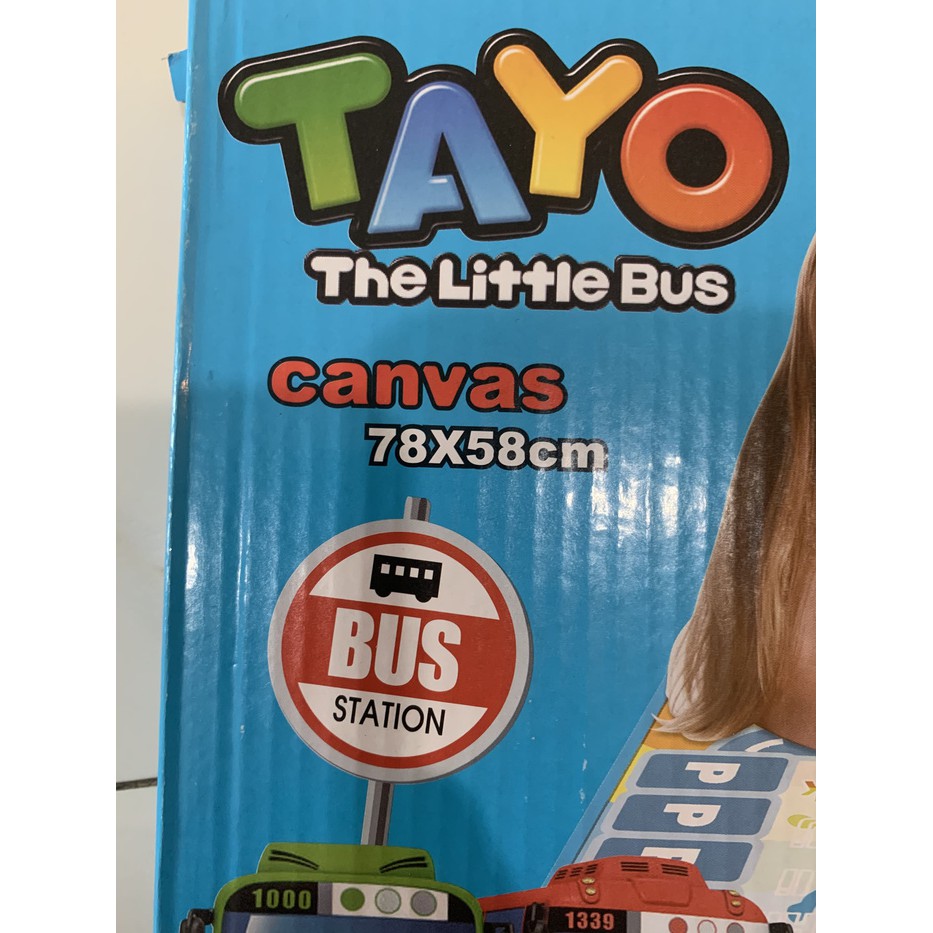 TAYO
The Little Bus
canvas
78X58cm
BUS
STATION
P
P
1000
1339